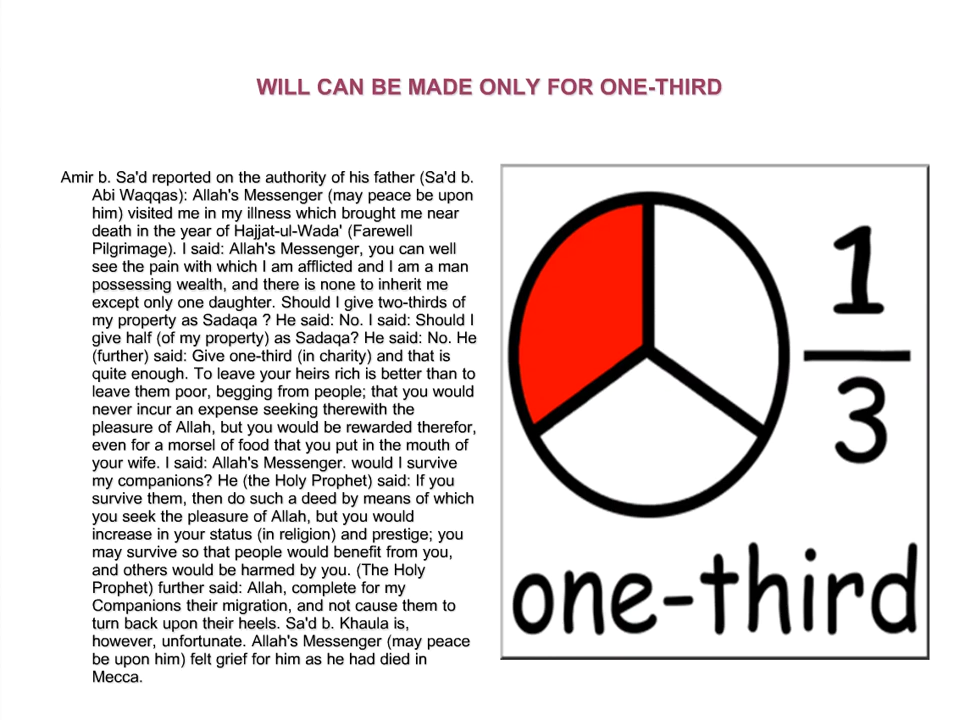 WILL CAN BE MADE ONLY FOR ONE-THIRD
Amir b. Sa'd reported on the authority of his father (Sa'd b.
Abi Waqqas): Allah's Messenger (may peace be upon
him) visited me in my illness which brought me near
death in the year of Hajjat-ul-Wada' (Farewell
Pilgrimage). I said: Allah's Messenger, you can well
see the pain with which I am afflicted and I am a man
possessing wealth, and there is none to inherit me
except only one daughter. Should I give two-thirds of
my property as Sadaqa ? He said: No. I said: Should I
give half (of my property) as Sadaqa? He said: No. He
(further) said: Give one-third (in charity) and that is
quite enough. To leave your heirs rich is better than to
leave them poor, begging from people; that you would
never incur an expense seeking therewith the
pleasure of Allah, but you would be rewarded therefor,
even for a morsel of food that you put in the mouth of
your wife. I said: Allah's Messenger. would I survive
my companions? He (the Holy Prophet) said: If you
survive them, then do such a deed by means of which
you seek the pleasure of Allah, but you would
increase in your status (in religion) and prestige; you
may survive so that people would benefit from you,
and others would be harmed by you. (The Holy
Prophet) further said: Allah, complete for my
Companions their migration, and not cause them to
turn back upon their heels. Sa'd b. Khaula is,
however, unfortunate. Allah's Messenger (may peace
be upon him) felt grief for him as he had died in
Mecca.
1
3
one-third